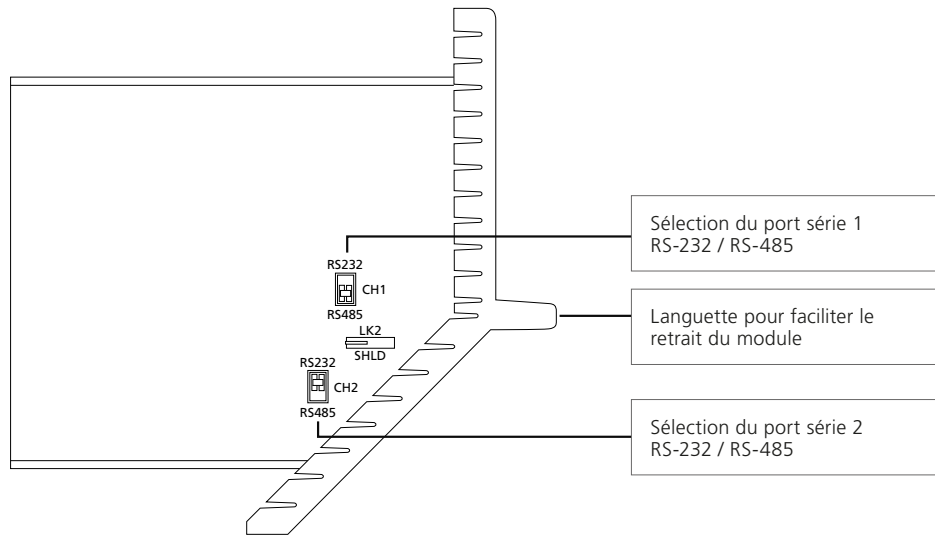 Sélection du port série 1
RS-232 / RS-485
RS232
CH1
RS485
Languette pour faciliter le
retrait du module
LK2
SHLD
RS232
CH2
RS485
Sélection du port série 2
RS-232 / RS-485